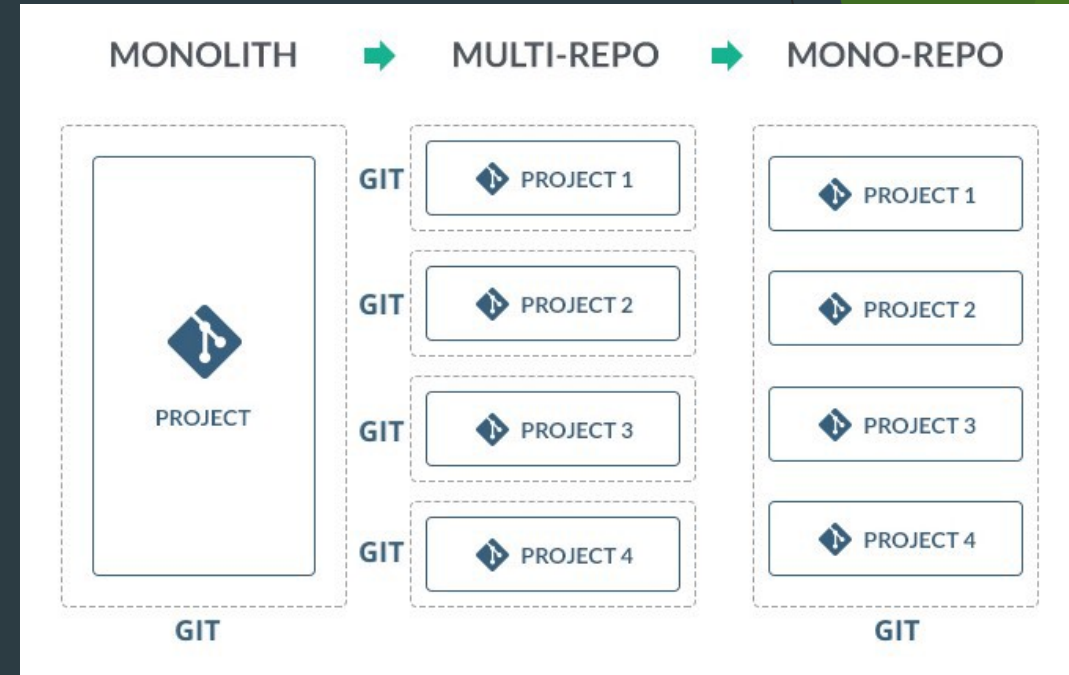 MONOLITH
MULTI-REPO
MONO-REPO
PROJECT
GIT
GIT
PROJECT 1
GIT
PROJECT 2
GIT
PROJECT 3
GIT
PROJECT 4
PROJECT 1
PROJECT 2
PROJECT 3
PROJECT 4
GIT